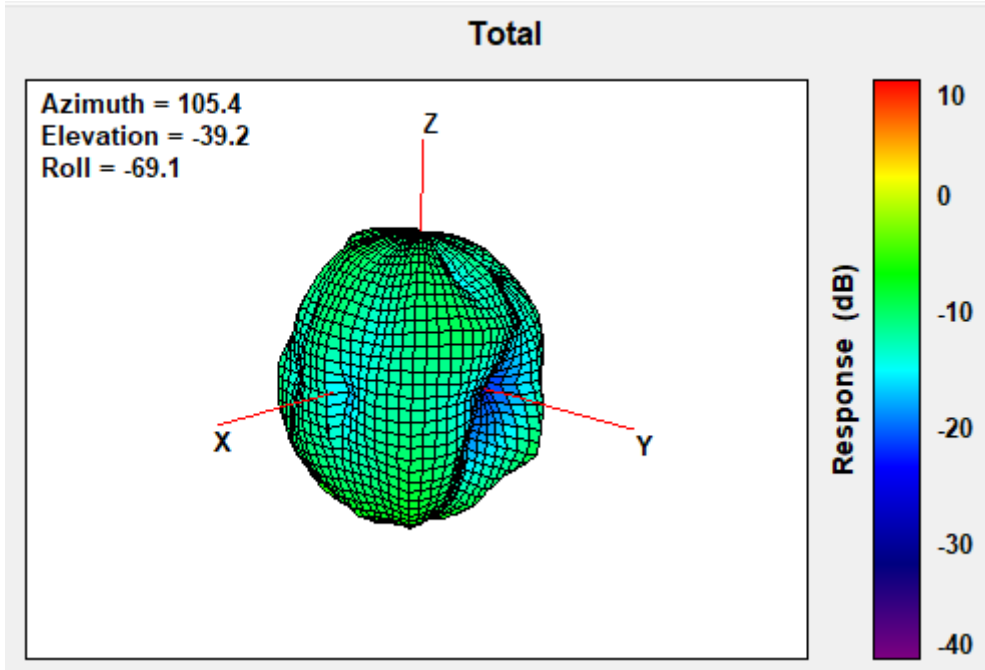 Total
Azimuth = 105.4
Elevation = -39.2
Roll = -69.1
Z
X
Y
Response (dB)
10
0
-10
-20
-30
-40